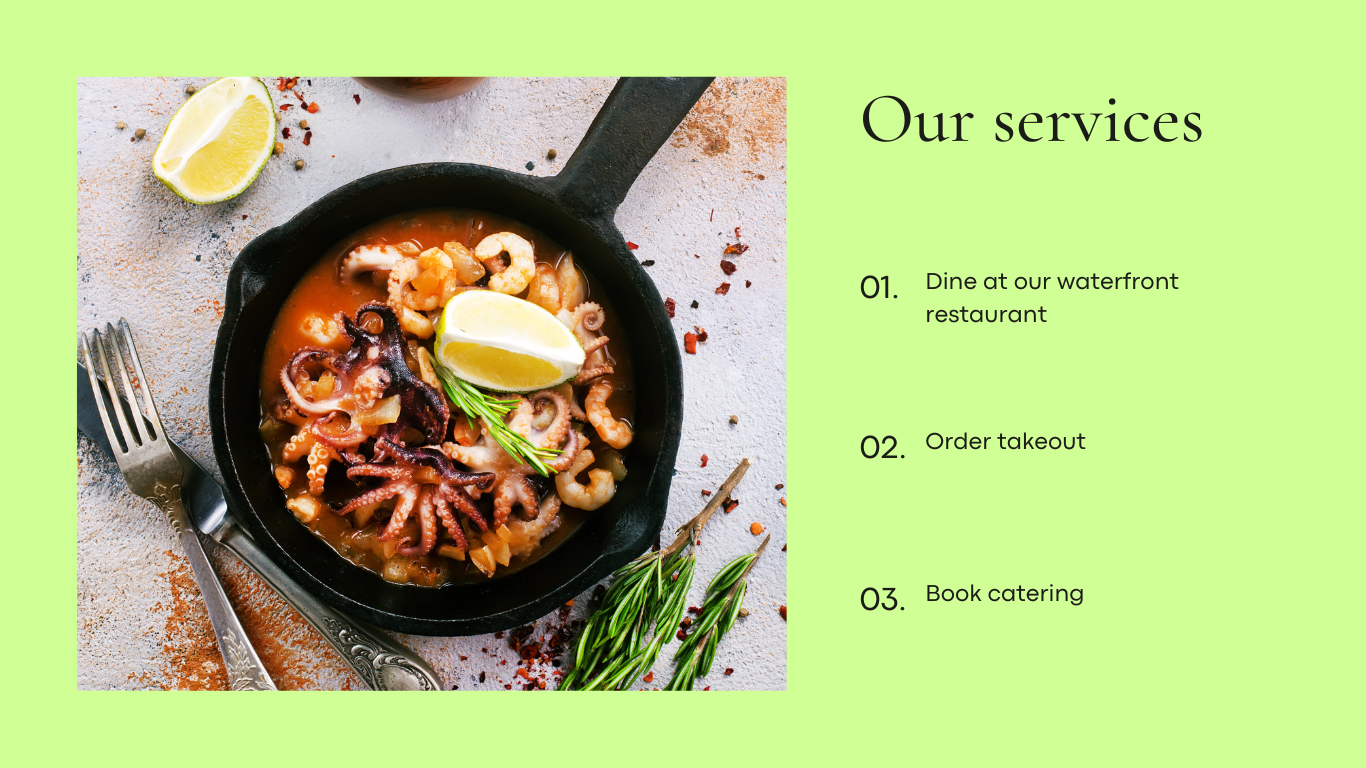 Our services
01. Dine at our waterfront
restaurant
02. Order takeout
03. Book catering